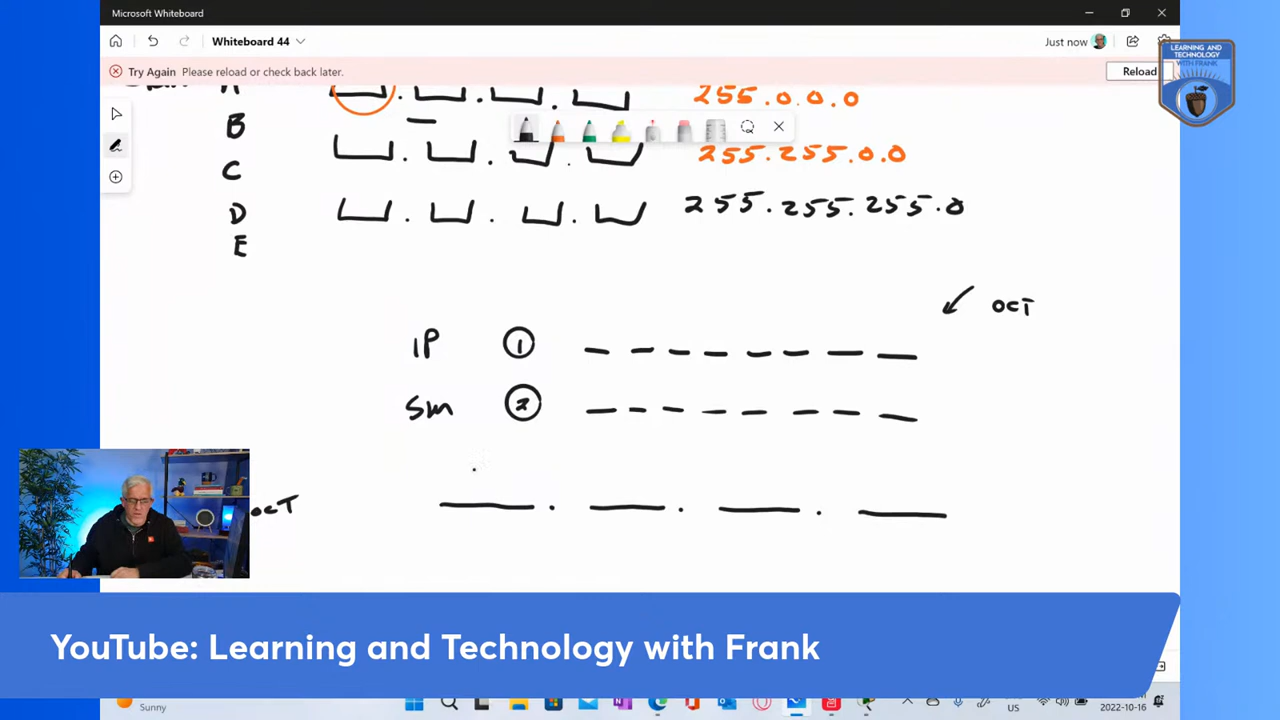 Microsoft Whiteboard
Whiteboard 44
Just now
LEARNING AND
TECHNOLOGY
WITH FRANK
Try Again Please reload or check back later.
Reload
A
255.0.0.0
B
255.255.0.0
C
D
255.255.255.0
E
OCT
IP 1
SM 2
OCT
YouTube: Learning and Technology with Frank
Sunny
US
2022-10-16